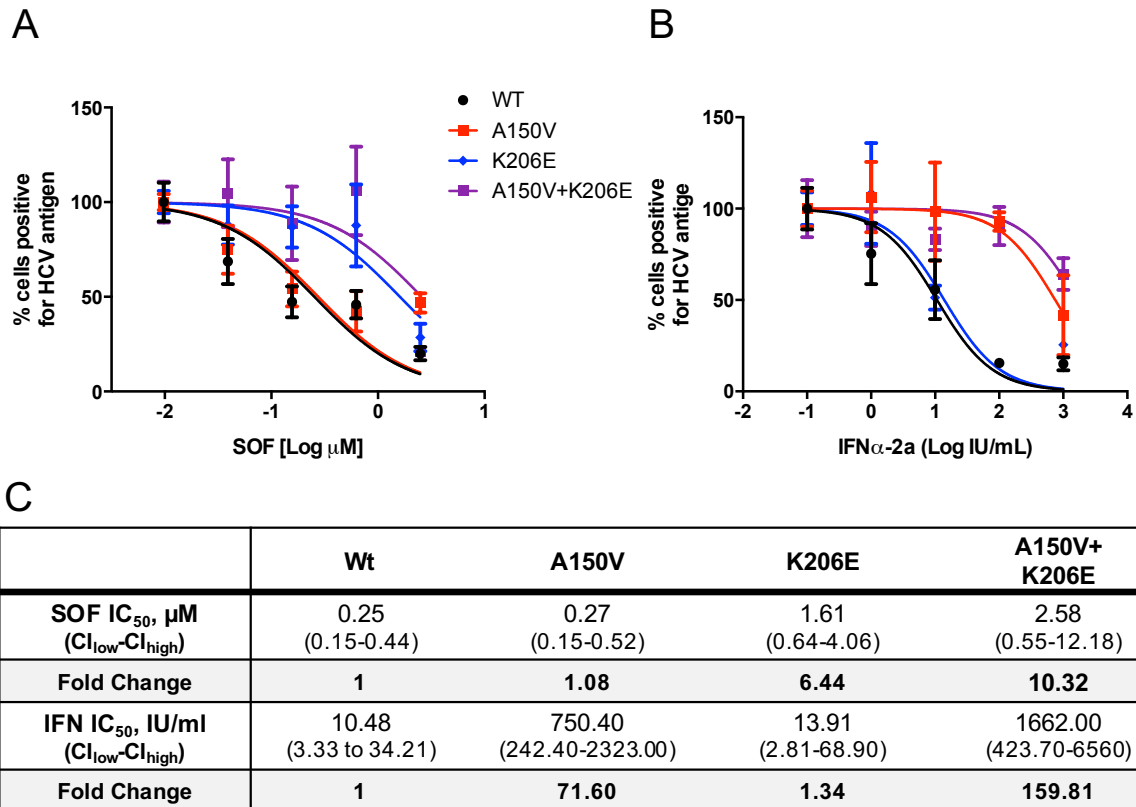 A
B
150
100
50
0
% cells positive
for HCV antigen
-2
-1
0
1
SOF [Log μM]
WT
A150V
K206E
A150V+K206E
150
100
50
0
% cells positive
for HCV antige
-2
-1
0
1
2
3
4
IFNα-2a (Log IU/mL)
C
Wt
A150V
K206E
A150V+
K206E
SOF IC50, μM
(CIlow-CIhigh)
0.25
(0.15-0.44)
0.27
(0.15-0.52)
1.61
(0.64-4.06)
2.58
(0.55-12.18)
Fold Change
1
1.08
6.44
10.32
IFN IC50, IU/ml
(CIlow-CIhigh)
10.48
(3.33 to 34.21)
750.40
(242.40-2323.00)
13.91
(2.81-68.90)
1662.00
(423.70-6560)
Fold Change
1
71.60
1.34
159.81